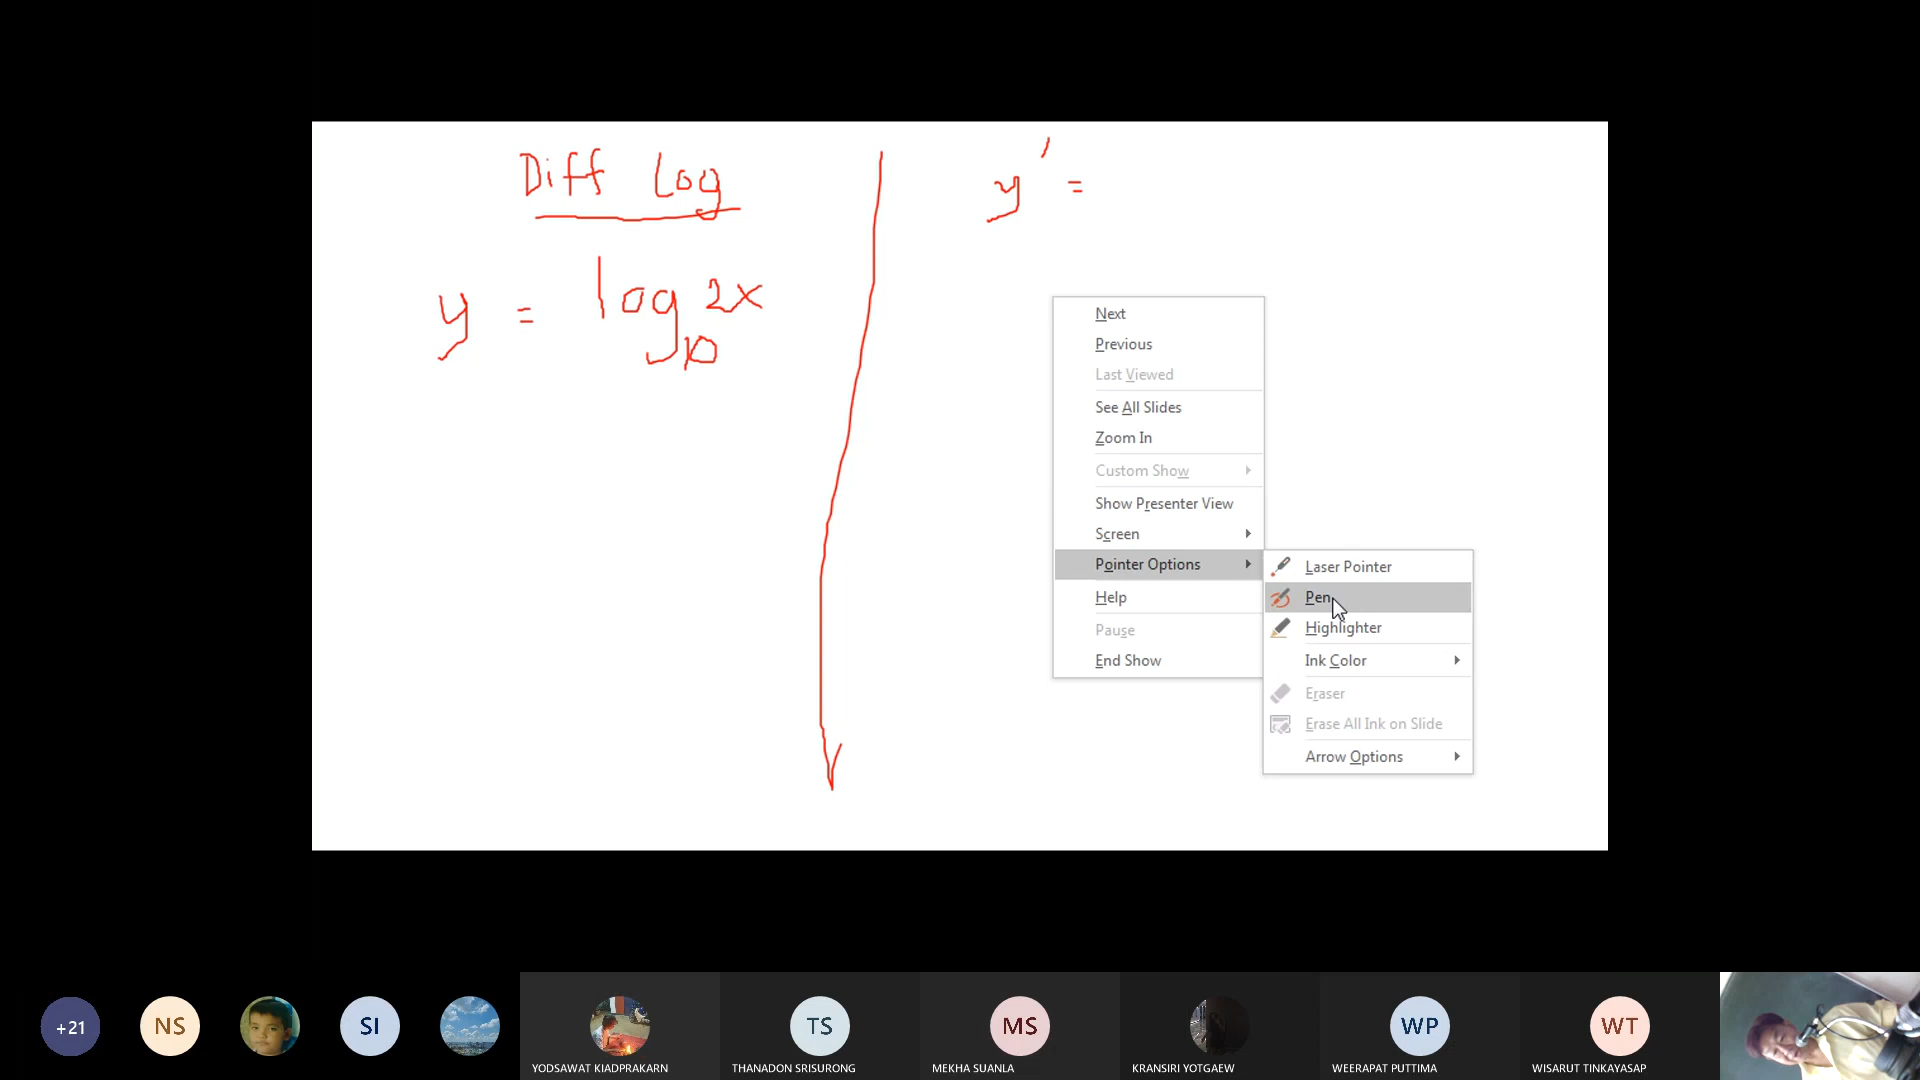 Diff Log
y = log₁₀ 2x
y' =
Next
Previous
Last Viewed
See All Slides
Zoom In
Custom Show
Show Presenter View
Screen
Pointer Options
Help
Pause
End Show
Laser Pointer
Pen
Highlighter
Ink Color
Eraser
Erase All Ink on Slide
Arrow Options
+21
NS
SI
TS
MS
WP
WT
YODSAWAT KIADPRAKARN
THANADON SRISURONG
MEKHA SUANLA
KRANSIRI YOTGAEW
WEERAPAT PUTTIMA
WISARUT TINKAYASAP